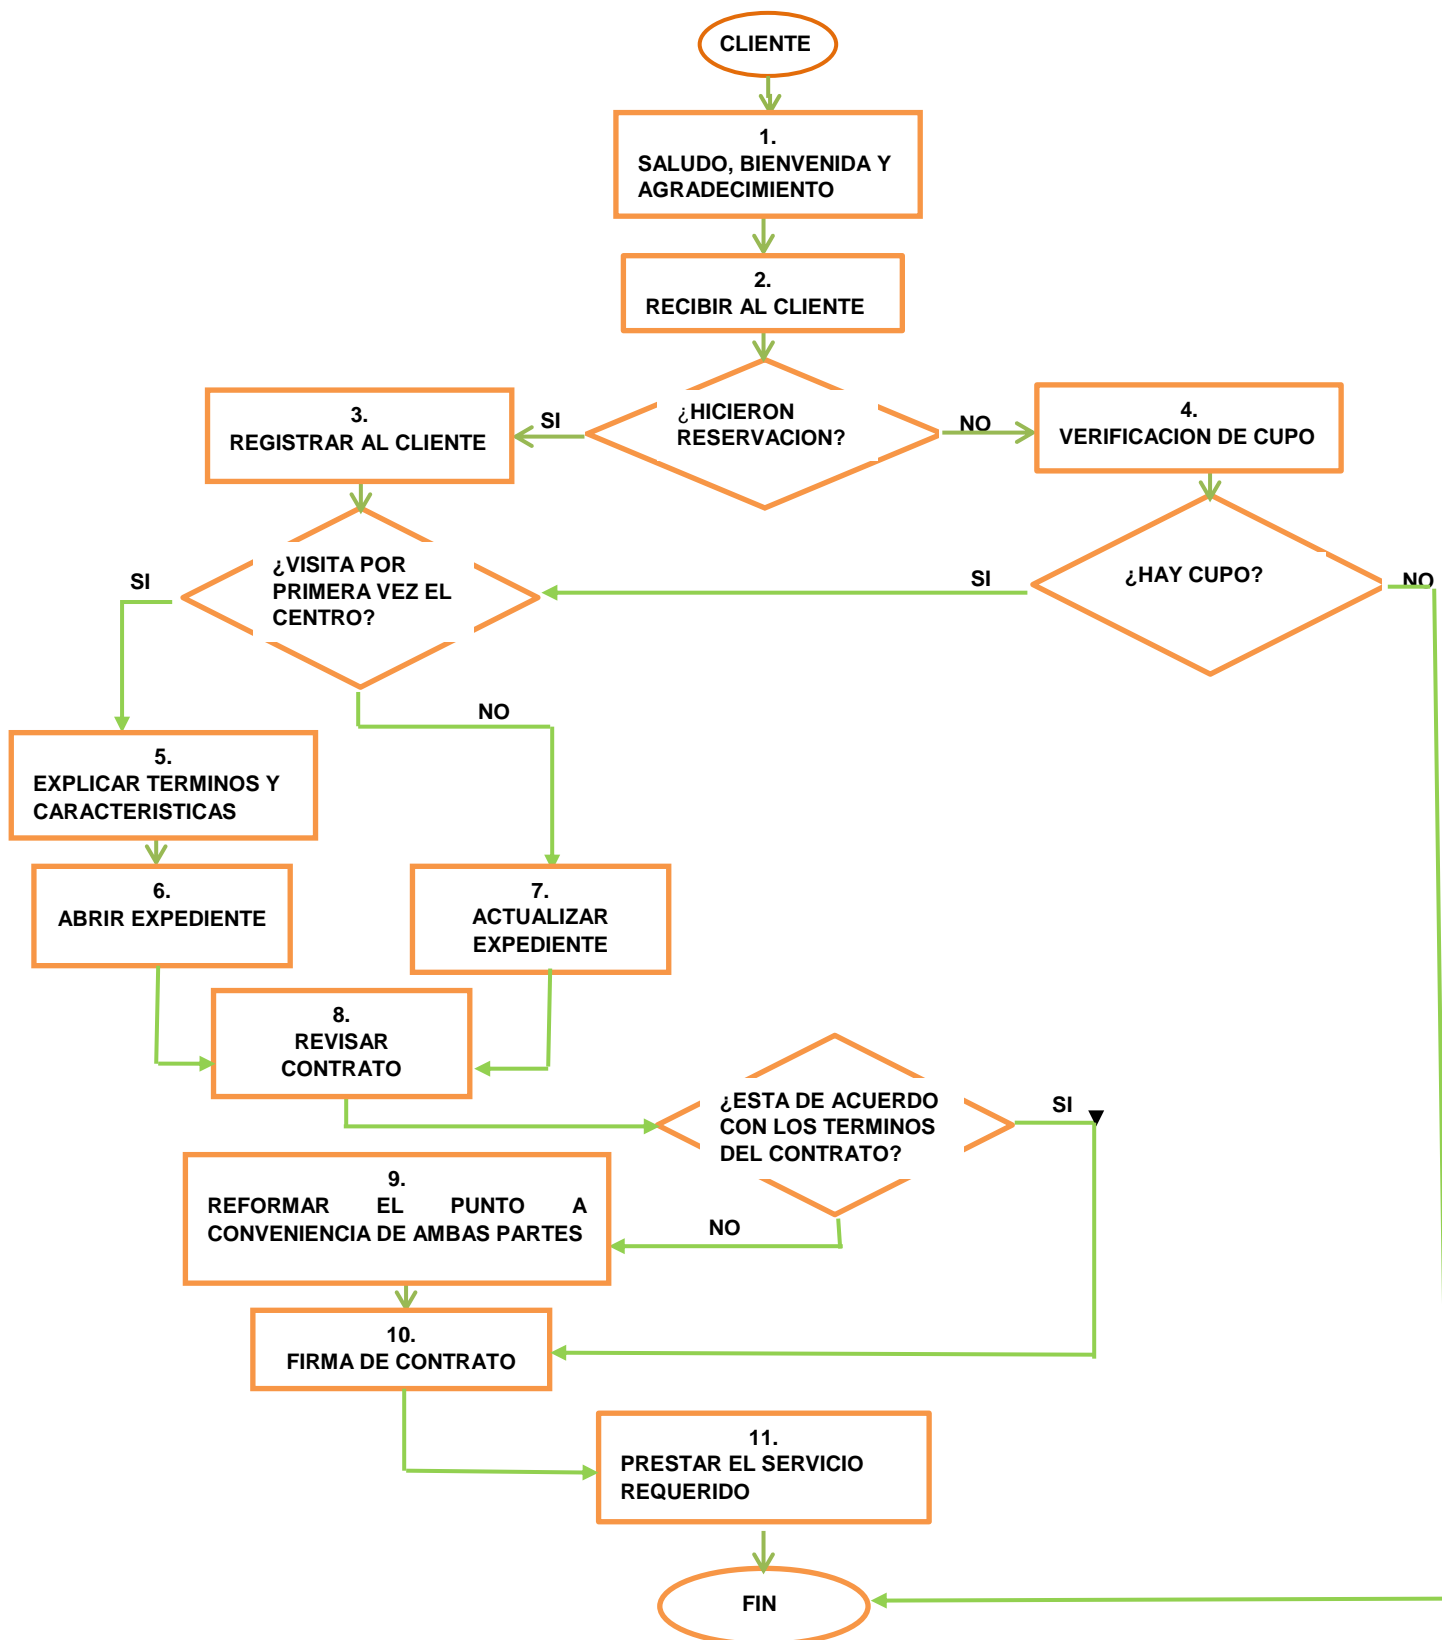 CLIENTE
1.
SALUDO, BIENVENIDA Y
AGRADECIMIENTO
2.
RECIBIR AL CLIENTE
¿HICIERON
RESERVACION?
SI
NO
3.
REGISTRAR AL CLIENTE
4.
VERIFICACION DE CUPO
¿VISITA POR
PRIMERA VEZ EL
CENTRO?
SI
SI
¿HAY CUPO?
NO
NO
5.
EXPLICAR TERMINOS Y
CARACTERISTICAS
6.
ABRIR EXPEDIENTE
7.
ACTUALIZAR
EXPEDIENTE
8.
REVISAR
CONTRATO
¿ESTA DE ACUERDO
CON LOS TERMINOS
DEL CONTRATO?
SI
9.
REFORMAR EL PUNTO A
CONVENIENCIA DE AMBAS PARTES
NO
10.
FIRMA DE CONTRATO
11.
PRESTAR EL SERVICIO
REQUERIDO
FIN